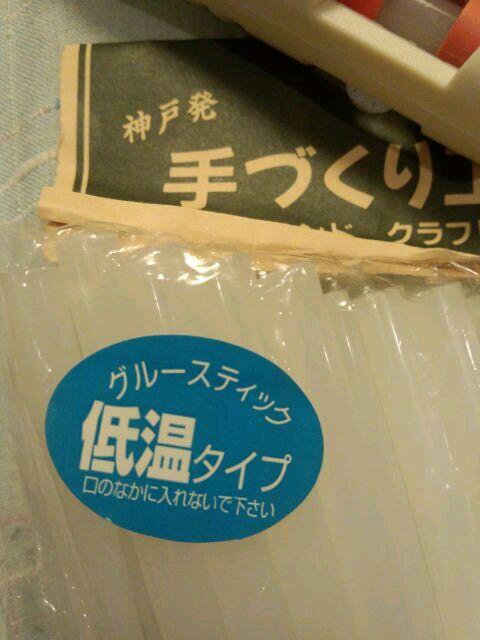 神戸発
手づくり
クラフ
グルースティック
低温タイプ
口のなかに入れないで下さい